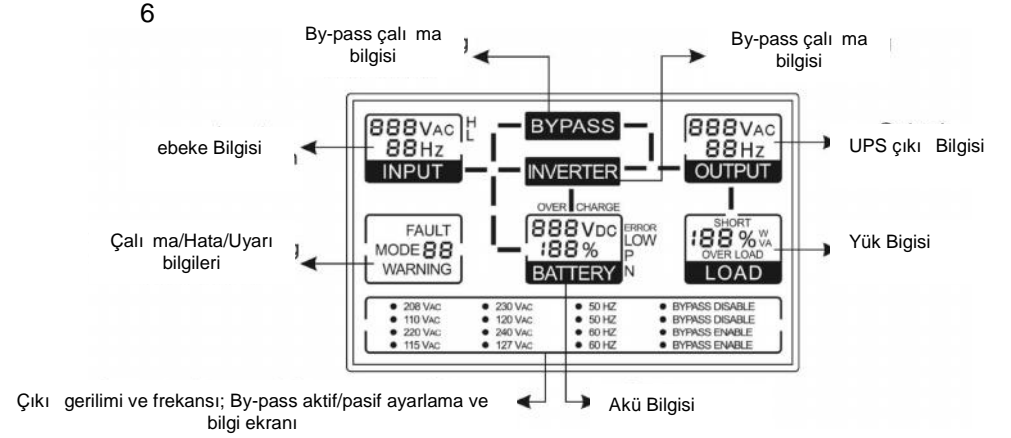 6
By-pass çalı ma
bilgisi
By-pass çalı ma
bilgisi
888VAC H
L
88Hz
INPUT
BYPASS
888VAC
88Hz
OUTPUT
ebeke Bilgisi
UPS çıkı Bilgisi
INVERTER
OVER CHARGE
888VDC
188%
BATTERY
ERROR
LOW
P
N
Çalı ma/Hata/Uyarı
bilgileri
FAULT
MODE 88
WARNING
SHORT
188% W
VA
OVER LOAD
LOAD
Yük Bigisi
● 208 VAC ● 230 VAC ● 50 HZ ● BYPASS DISABLE
● 110 VAC ● 120 VAC ● 50 HZ ● BYPASS DISABLE
● 220 VAC ● 240 VAC ● 60 HZ ● BYPASS ENABLE
● 115 VAC ● 127 VAC ● 60 HZ ● BYPASS ENABLE
Çıkı gerilimi ve frekansı; By-pass aktif/pasif ayarlama ve
bilgi ekranı
Akü Bilgisi